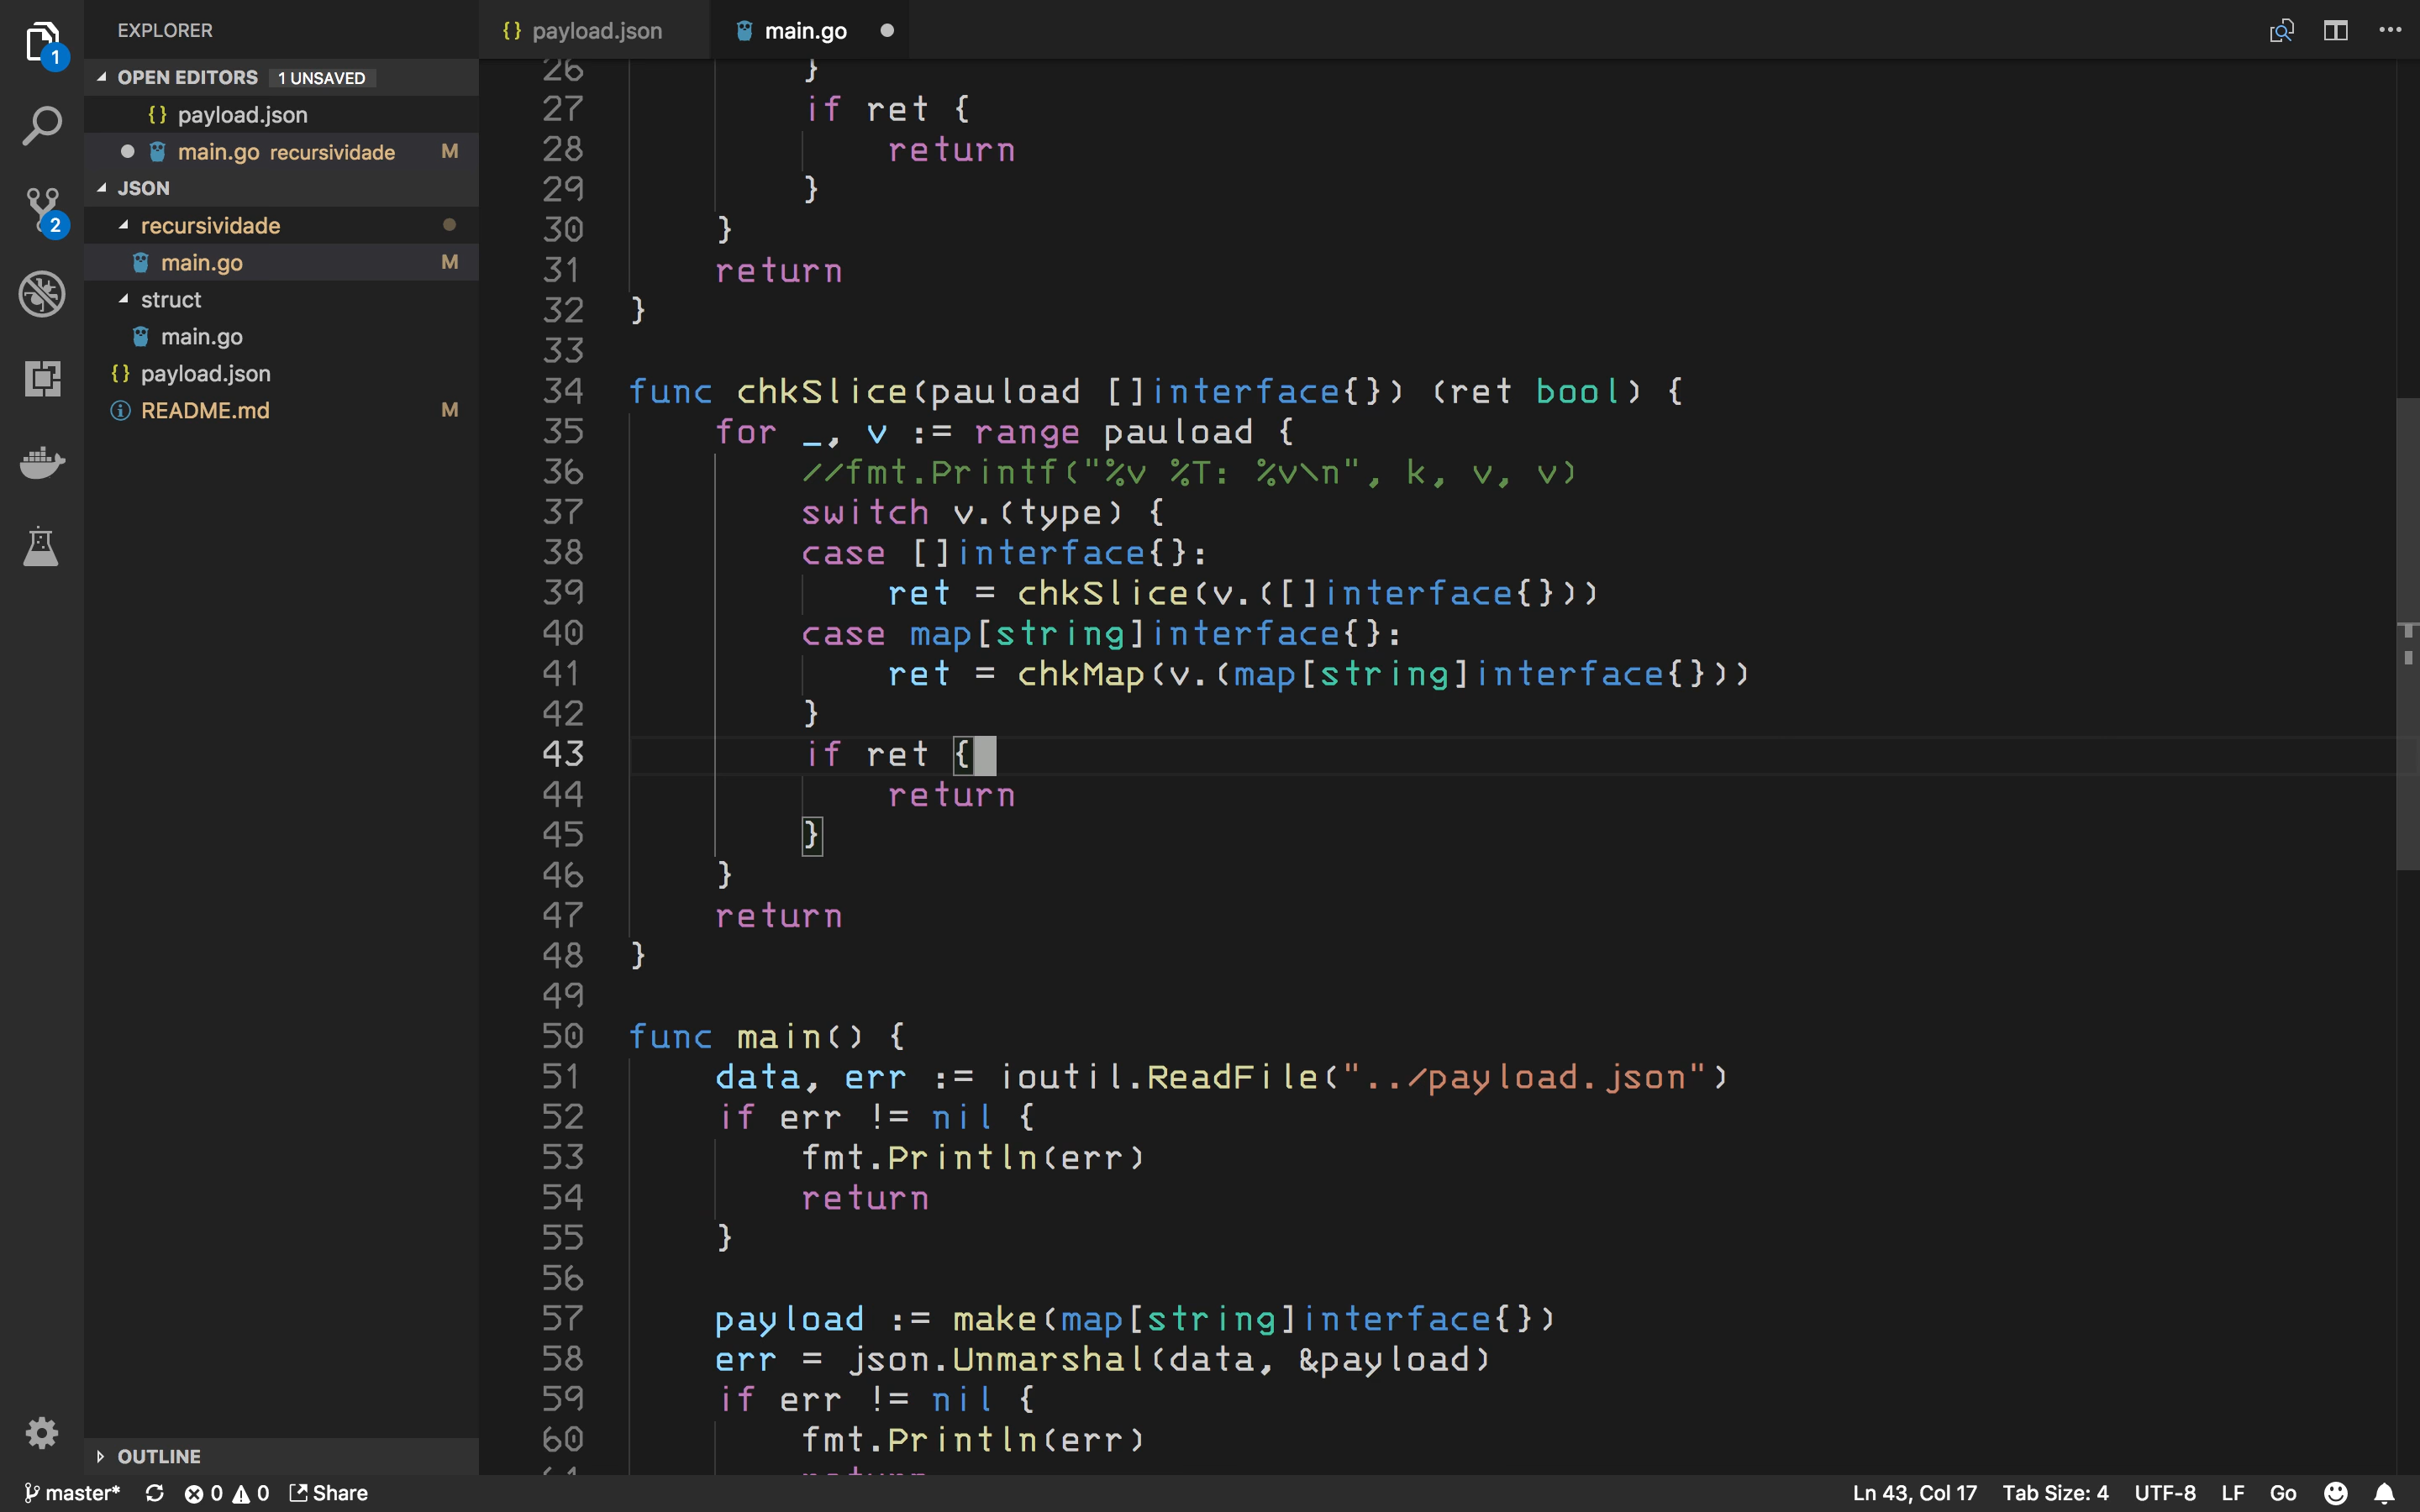 EXPLORER
{} payload.json
main.go
1
OPEN EDITORS 1 UNSAVED
{} payload.json
main.go recursividade M
JSON
2
recursividade
main.go M
struct
main.go
{} payload.json
README.md M
OUTLINE
26 }
27 if ret {
28 return
29 }
30 }
31 return
32 }
33
34 func chkSlice(pauload []interface{}) (ret bool) {
35 for _, v := range pauload {
36 //fmt.Printf("%v %T: %v\n", k, v, v)
37 switch v.(type) {
38 case []interface{}:
39 ret = chkSlice(v.([]interface{}))
40 case map[string]interface{}:
41 ret = chkMap(v.(map[string]interface{}))
42 }
43 if ret {
44 return
45 }
46 }
47 return
48 }
49
50 func main() {
51 data, err := ioutil.ReadFile("../payload.json")
52 if err != nil {
53 fmt.Println(err)
54 return
55 }
56
57 payload := make(map[string]interface{})
58 err = json.Unmarshal(data, &payload)
59 if err != nil {
60 fmt.Println(err)
master* 0 0 Share Ln 43, Col 17 Tab Size: 4 UTF-8 LF Go